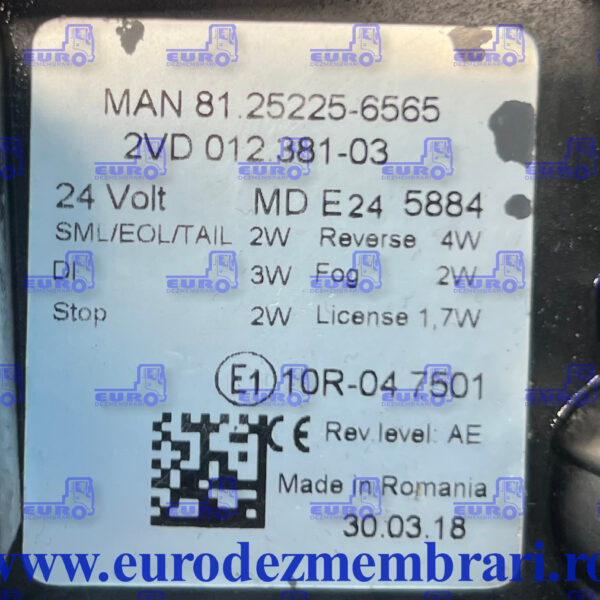 MAN 81.25225-6565
2VD 012.381-03
24 Volt MD E24 5884
SML/EOL/TAIL 2W Reverse 4W
DI 3W Fog 2W
Stop 2W License 1,7W
E1 10R-04 7501
CE Rev.level: AE
Made in Romania
30.03.18
www.eurodezmembrari.ro
EURO
DEZMEMBRARI